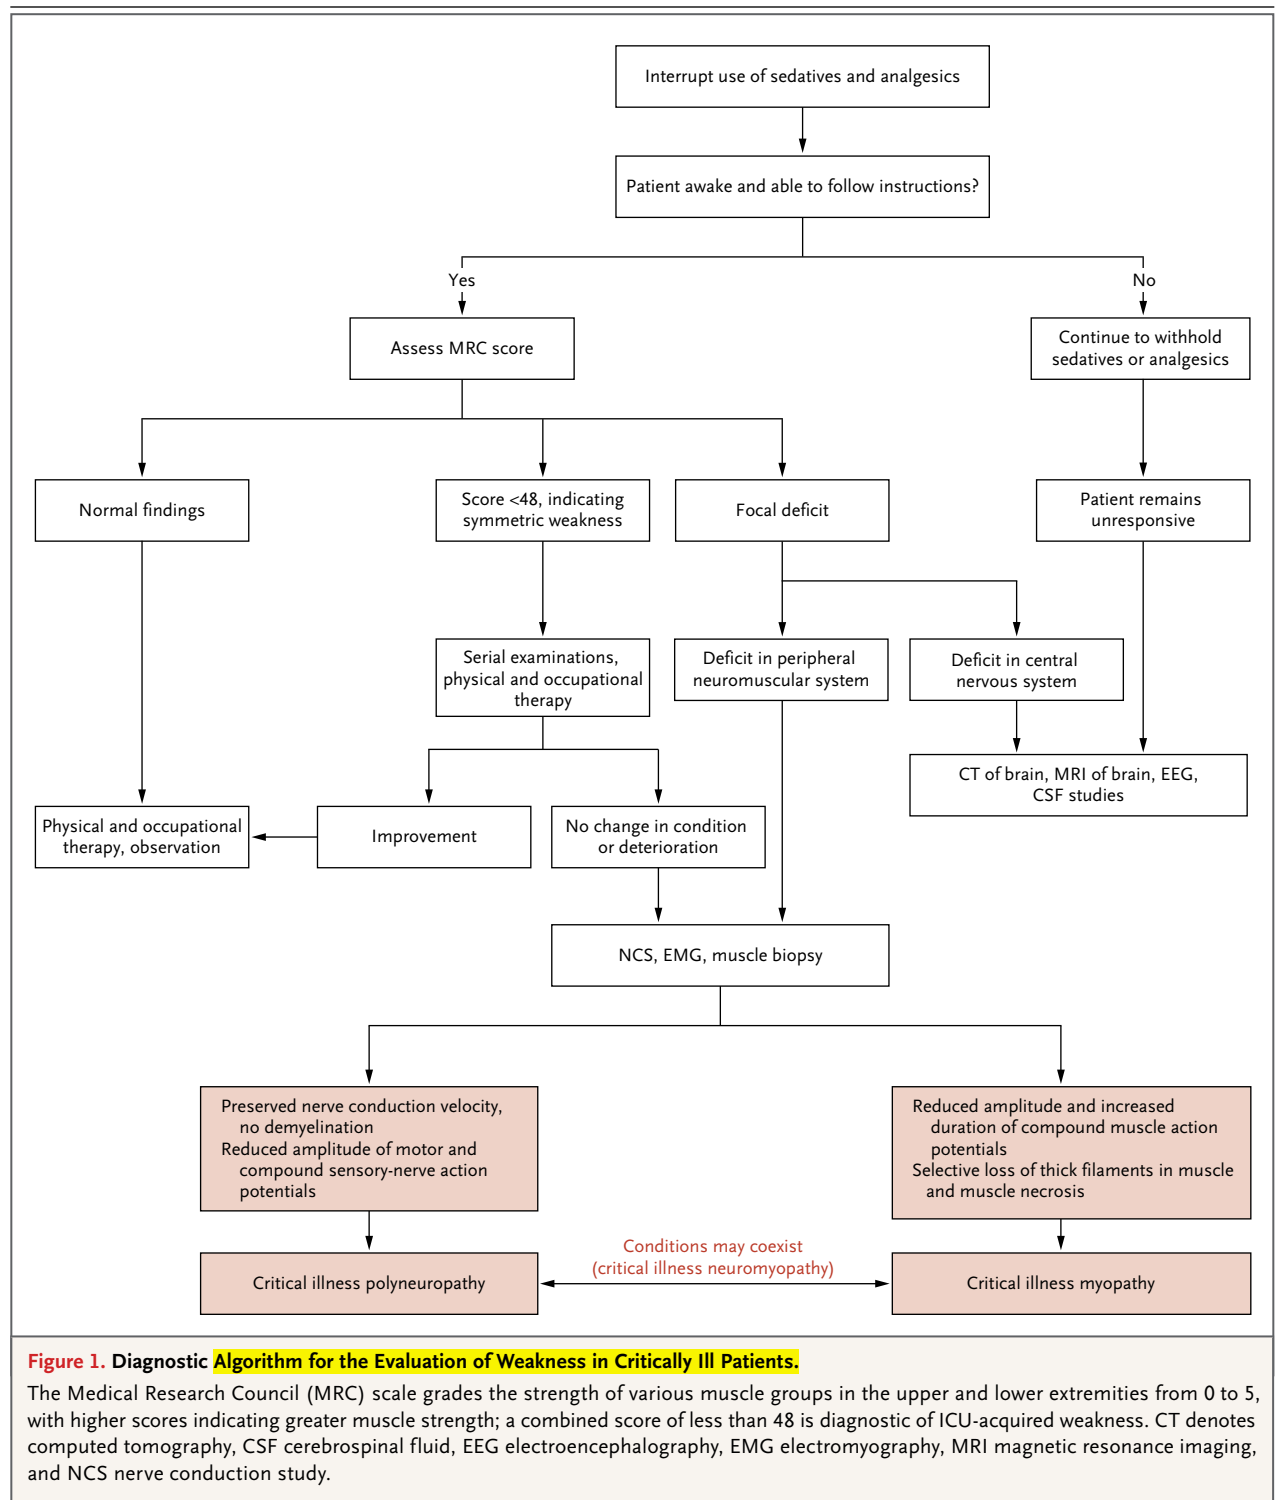 Interrupt use of sedatives and analgesics
Patient awake and able to follow instructions?
Yes
No
Assess MRC score
Continue to withhold
sedatives or analgesics
Normal findings
Score <48, indicating
symmetric weakness
Focal deficit
Patient remains
unresponsive
Serial examinations,
physical and occupational
therapy
Deficit in peripheral
neuromuscular system
Deficit in central
nervous system
CT of brain, MRI of brain, EEG,
CSF studies
Physical and occupational
therapy, observation
Improvement
No change in condition
or deterioration
NCS, EMG, muscle biopsy
Preserved nerve conduction velocity,
no demyelination
Reduced amplitude of motor and
compound sensory-nerve action
potentials
Reduced amplitude and increased
duration of compound muscle action
potentials
Selective loss of thick filaments in muscle
and muscle necrosis
Conditions may coexist
(critical illness neuromyopathy)
Critical illness polyneuropathy
Critical illness myopathy
Figure 1. Diagnostic Algorithm for the Evaluation of Weakness in Critically Ill Patients.
The Medical Research Council (MRC) scale grades the strength of various muscle groups in the upper and lower extremities from 0 to 5,
with higher scores indicating greater muscle strength; a combined score of less than 48 is diagnostic of ICU-acquired weakness. CT denotes
computed tomography, CSF cerebrospinal fluid, EEG electroencephalography, EMG electromyography, MRI magnetic resonance imaging,
and NCS nerve conduction study.